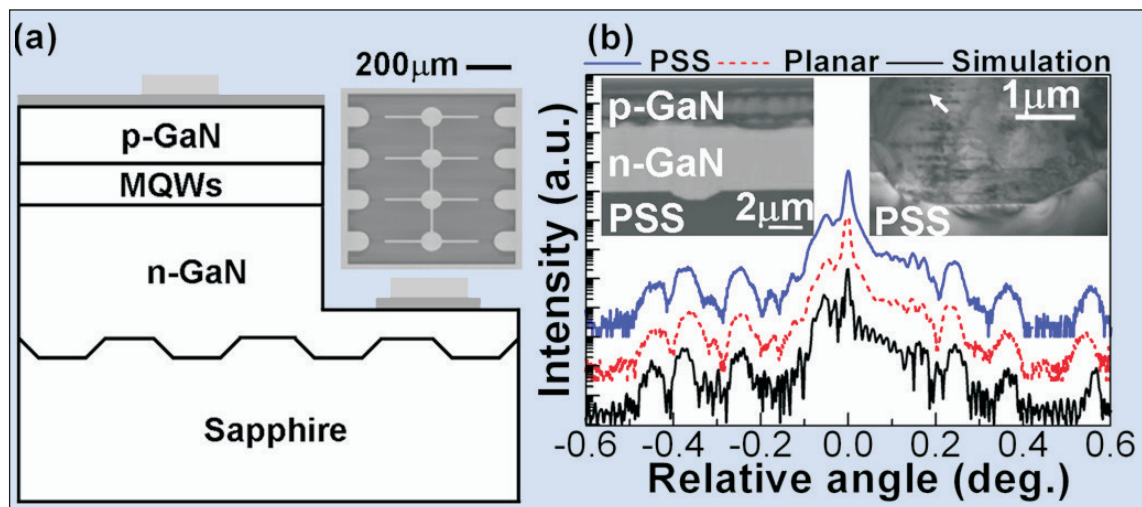 (a)
200μm
p-GaN
MQWs
n-GaN
Sapphire
(b)
PSS Planar Simulation
p-GaN
n-GaN
PSS
2μm
1μm
PSS
Intensity (a.u.)
-0.6 -0.4 -0.2 0.0 0.2 0.4 0.6
Relative angle (deg.)